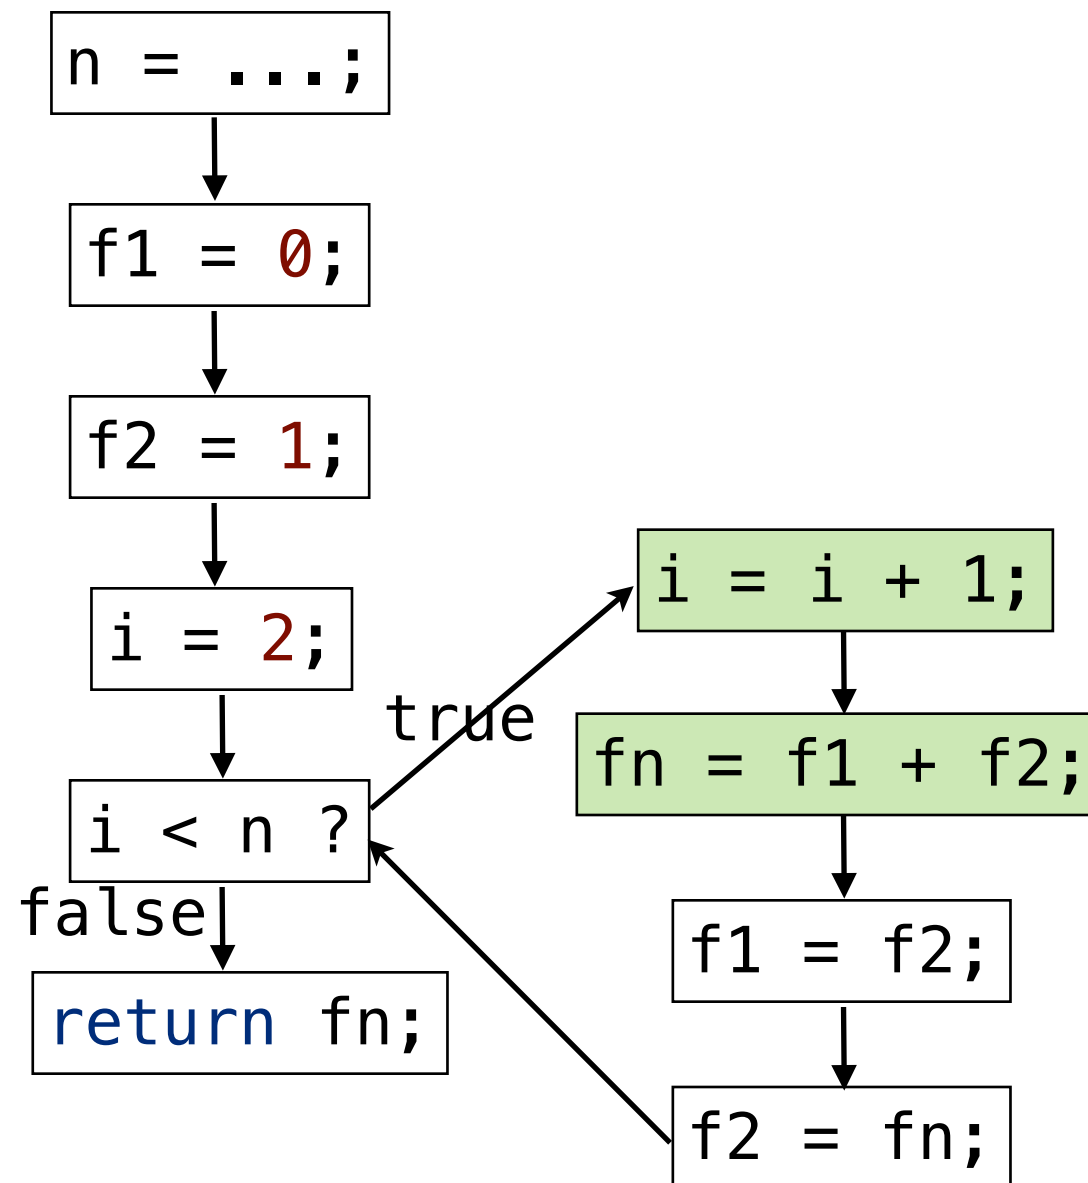 n = ...;
f1 = 0;
f2 = 1;
i = 2;
i < n ?
false
return fn;
true
i = i + 1;
fn = f1 + f2;
f1 = f2;
f2 = fn;